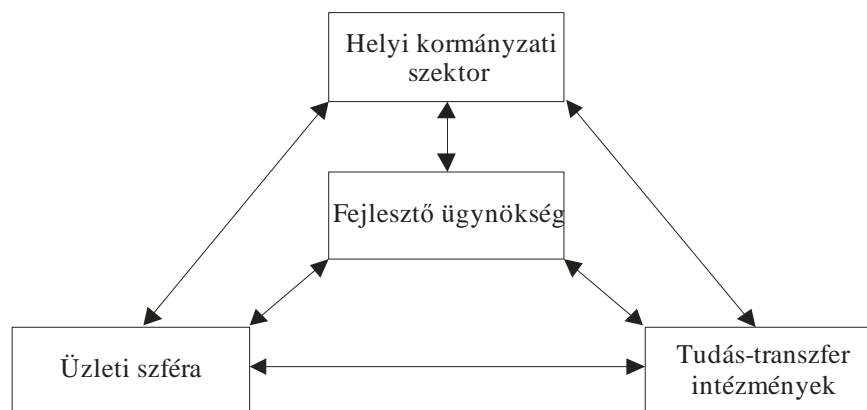 Helyi kormányzati
szektor
Fejlesztő ügynökség
Üzleti szféra
Tudás-transzfer
intézmények